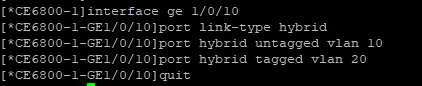 [*CE6800-1]interface ge 1/0/10
[*CE6800-1-GE1/0/10]port link-type hybrid
[*CE6800-1-GE1/0/10]port hybrid untagged vlan 10
[*CE6800-1-GE1/0/10]port hybrid tagged vlan 20
[*CE6800-1-GE1/0/10]quit